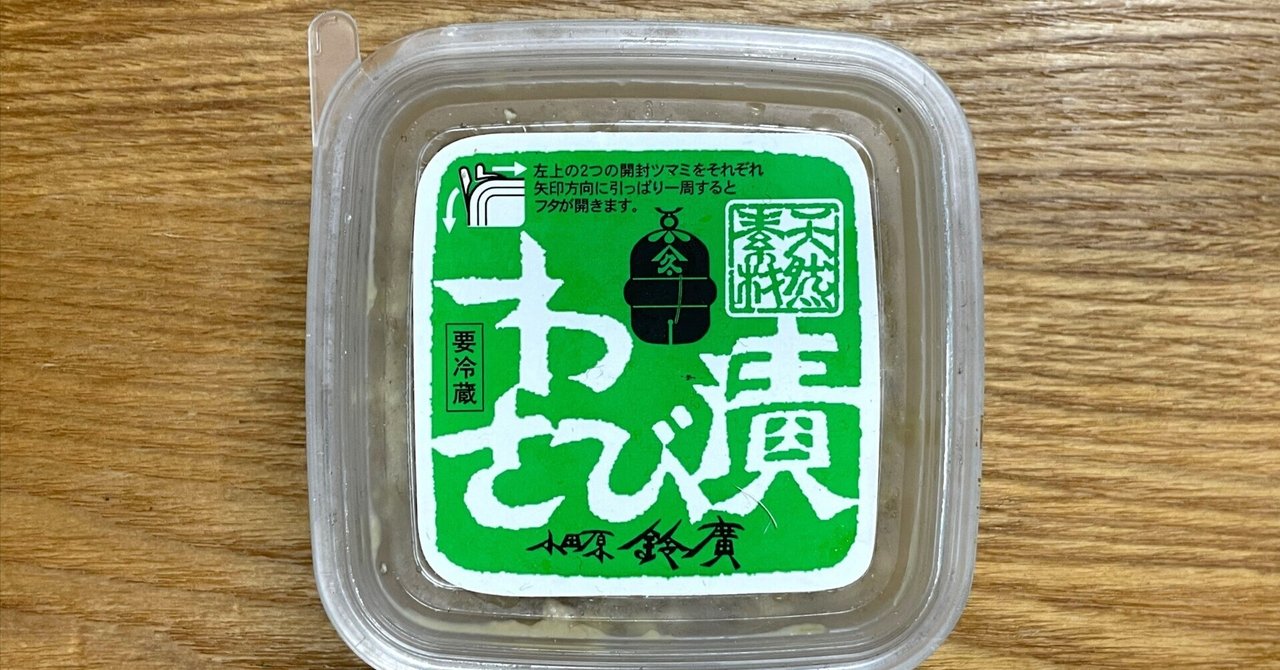 左上の2つの開封ツマミをそれぞれ
矢印方向に引っぱり一周すると
フタが開きます。
天然
素材
要冷蔵
わさび漬
小田原 鈴廣